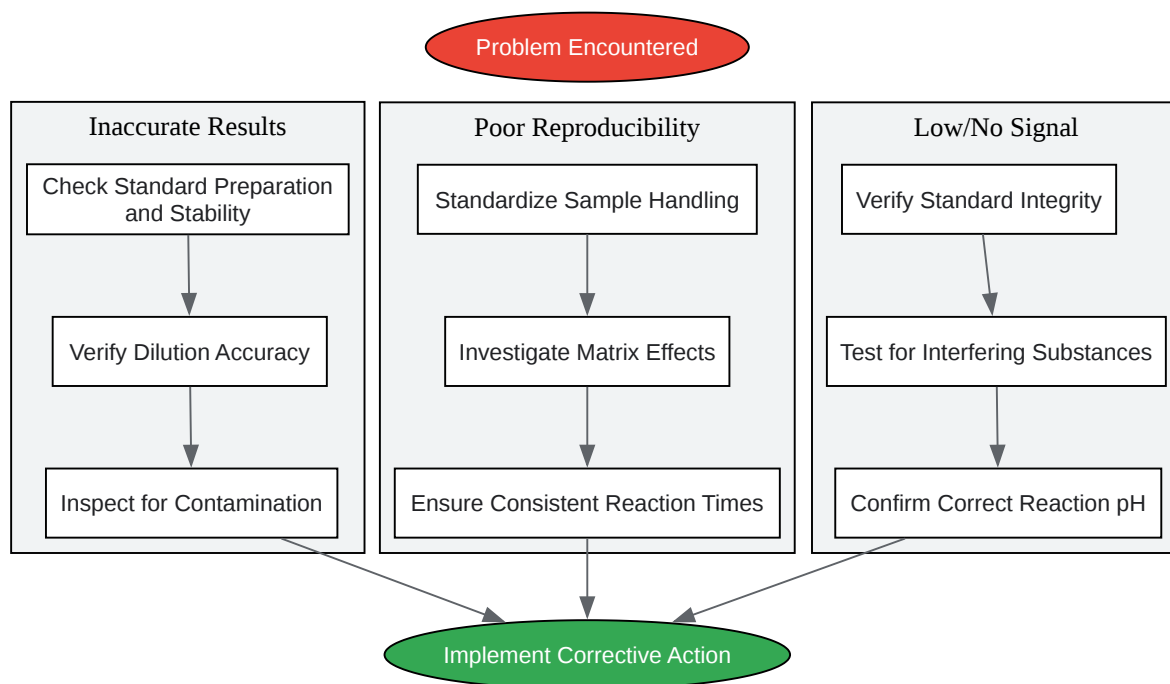 Problem Encountered
Inaccurate Results
Check Standard Preparation
and Stability
Verify Dilution Accuracy
Inspect for Contamination
Poor Reproducibility
Standardize Sample Handling
Investigate Matrix Effects
Ensure Consistent Reaction Times
Low/No Signal
Verify Standard Integrity
Test for Interfering Substances
Confirm Correct Reaction pH
Implement Corrective Action